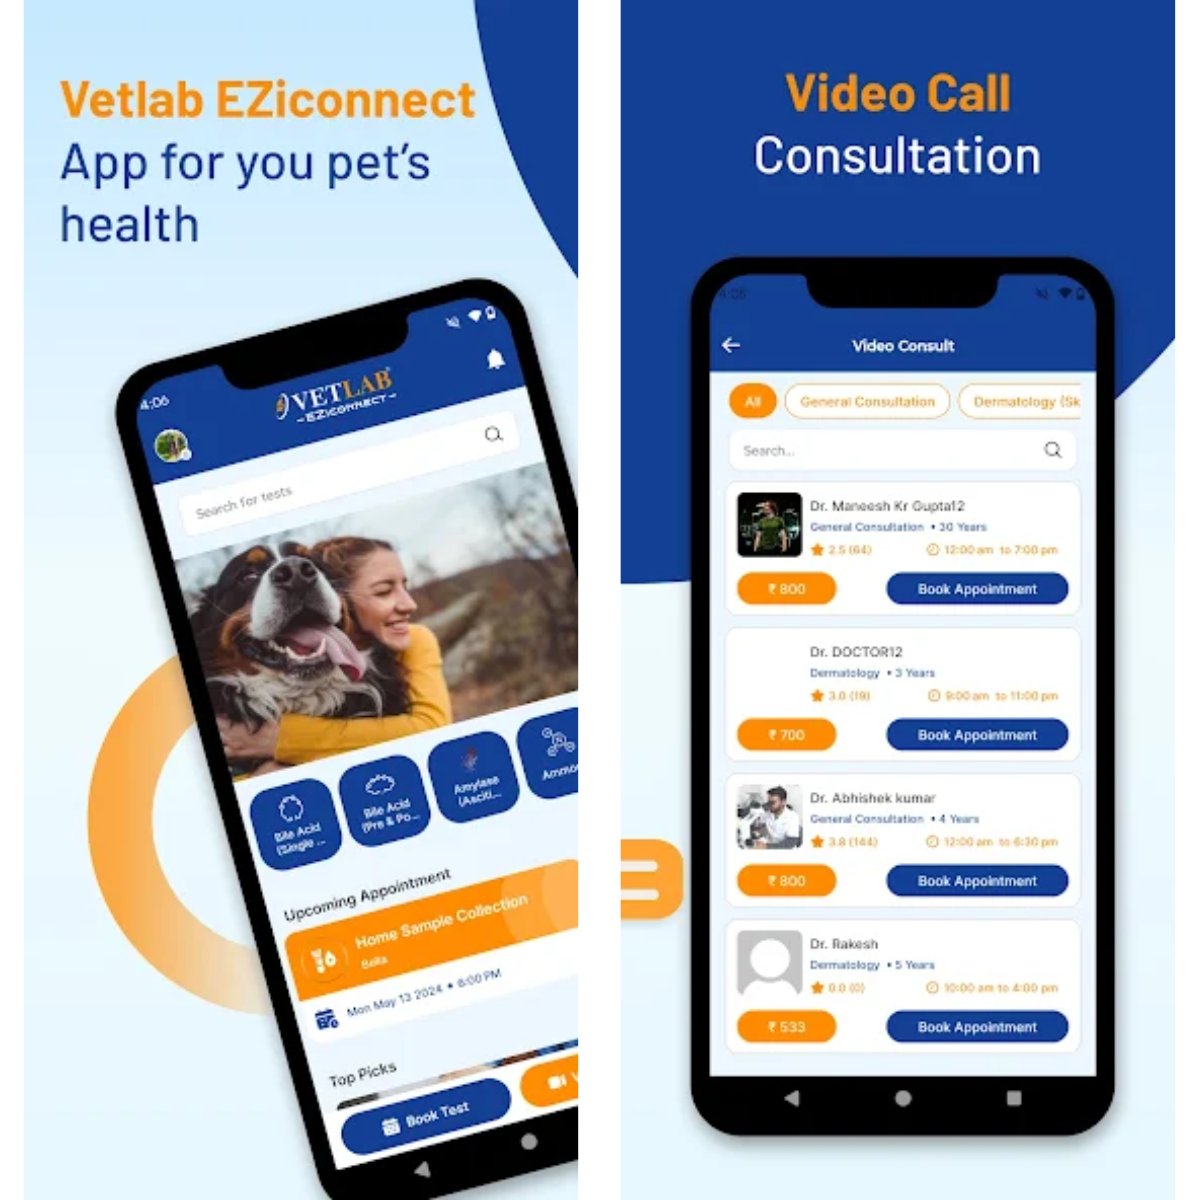 Vetlab EZiconnect
App for you pet's
health
4:06
VETLAB
EZICONNECT
Search for tests
Bile Acid
(Single ...
Bile Acid
(Pre & Po...
Amylase
(Asciti...
Ammo
Upcoming Appointment
Home Sample Collection
Bella
Mon May 13 2024 • 6:00 PM
Top Picks
Book Test
V
Video Call
Consultation
4:06
Video Consult
All
General Consultation
Dermatology (Sk
Search...
Dr. Maneesh Kr Gupta12
General Consultation • 30 Years
2.5 (64) 12:00 am to 7:00 pm
₹ 800 Book Appointment
Dr. DOCTOR12
Dermatology • 3 Years
3.0 (19) 9:00 am to 11:00 pm
₹ 700 Book Appointment
Dr. Abhishek kumar
General Consultation • 4 Years
3.8 (144) 12:00 am to 6:30 pm
₹ 800 Book Appointment
Dr. Rakesh
Dermatology • 5 Years
0.0 (0) 10:00 am to 4:00 pm
₹ 533 Book Appointment